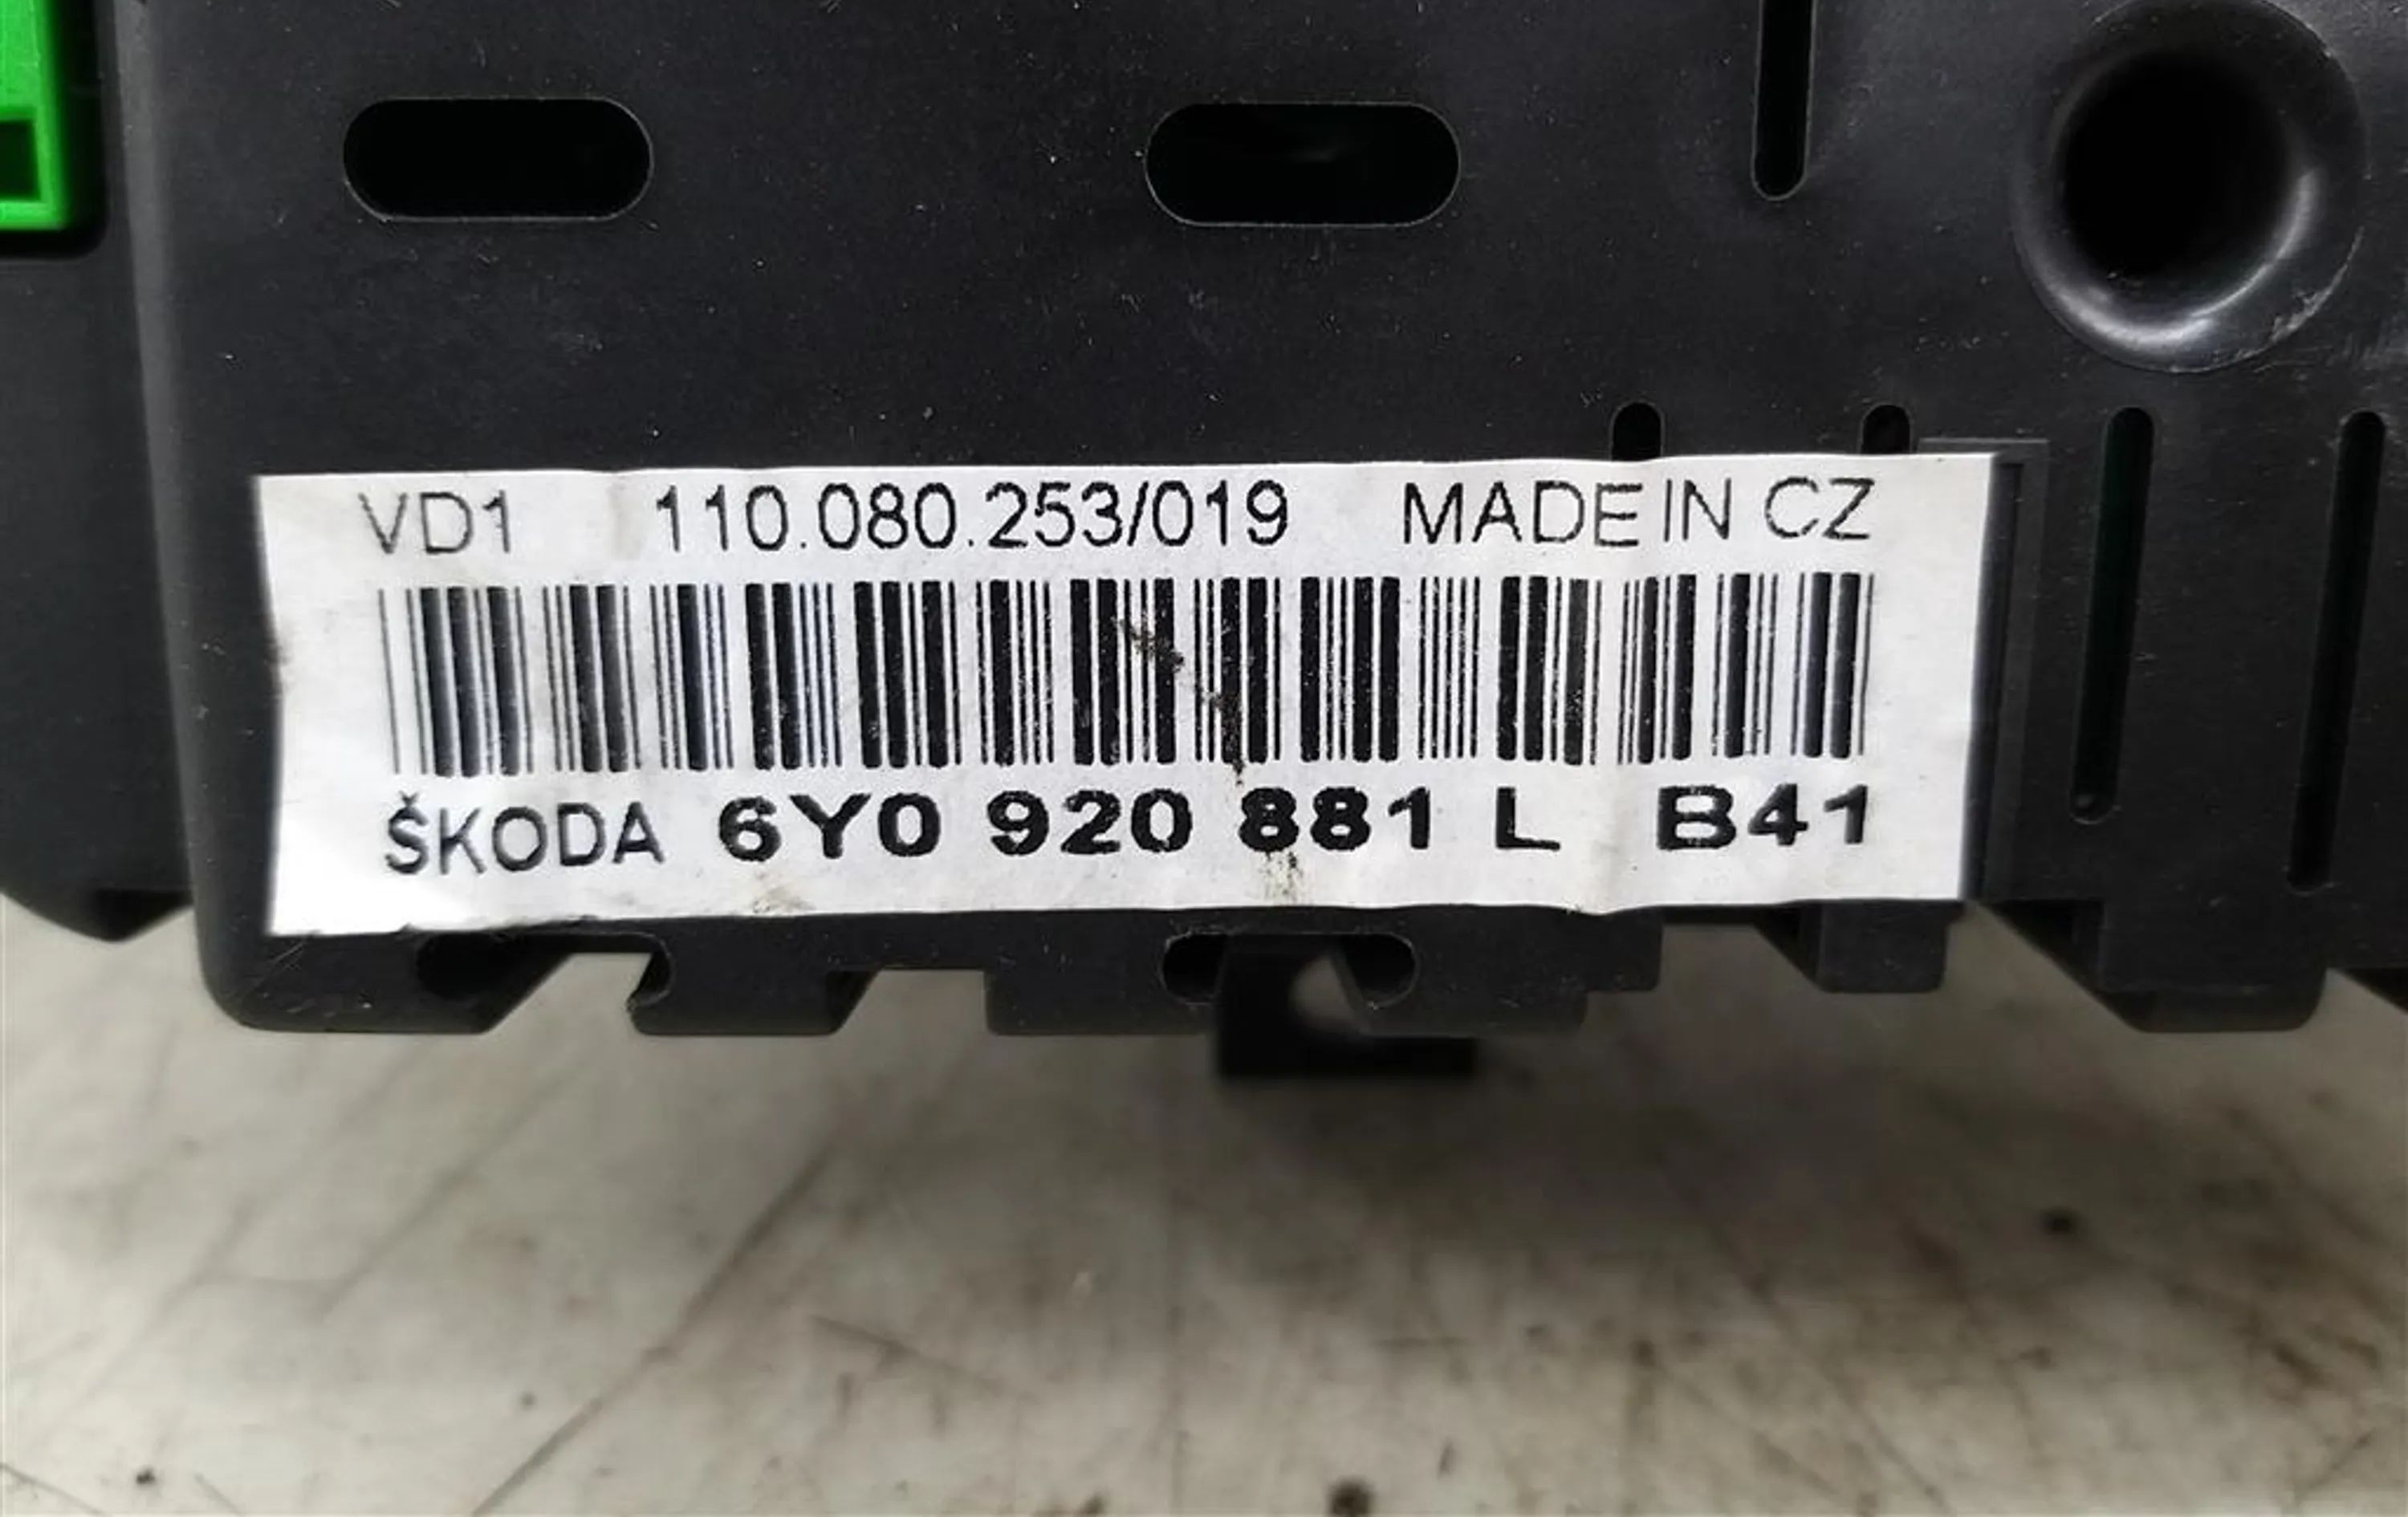 VD1 110.080.253/019 MADE IN CZ
ŠKODA 6Y0 920 881 L B41